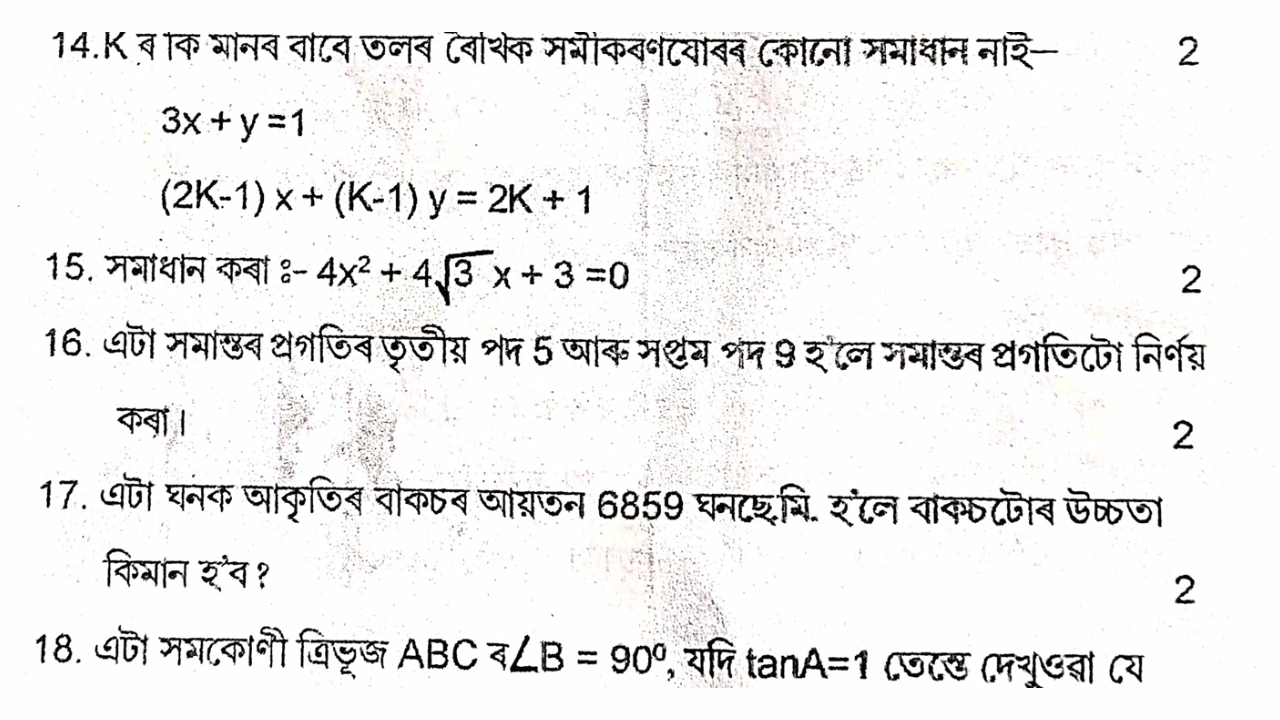 14.K ৰ কি মানৰ বাবে তলৰ ৰৈখিক সমীকৰণযোৰৰ কোনো সমাধান নাই— 2
3x + y =1
(2K-1) x + (K-1) y = 2K + 1
15. সমাধান কৰা ঃ- 4x² + 4√3 x + 3 =0 2
16. এটা সমান্তৰ প্ৰগতিৰ তৃতীয় পদ 5 আৰু সপ্তম পদ 9 হ'লে সমান্তৰ প্ৰগতিটো নিৰ্ণয়
কৰা। 2
17. এটা ঘনক আকৃতিৰ বাকচৰ আয়তন 6859 ঘনছে.মি. হ'লে বাকচটোৰ উচ্চতা
কিমান হ'ব? 2
18. এটা সমকোণী ত্ৰিভূজ ABC ৰ∠B = 90⁰, যদি tanA=1 তেন্তে দেখুওৱা যে